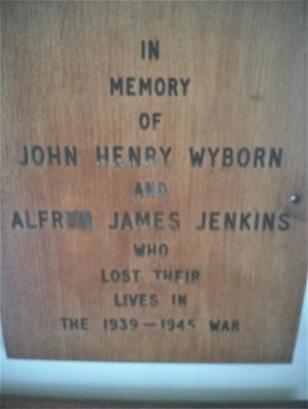 IN
MEMORY
OF
JOHN HENRY WYBORN
AND
JAMES JENKINS
WHO
LOST THEIR
LIVES IN
THE 1939 — 1945 WAR